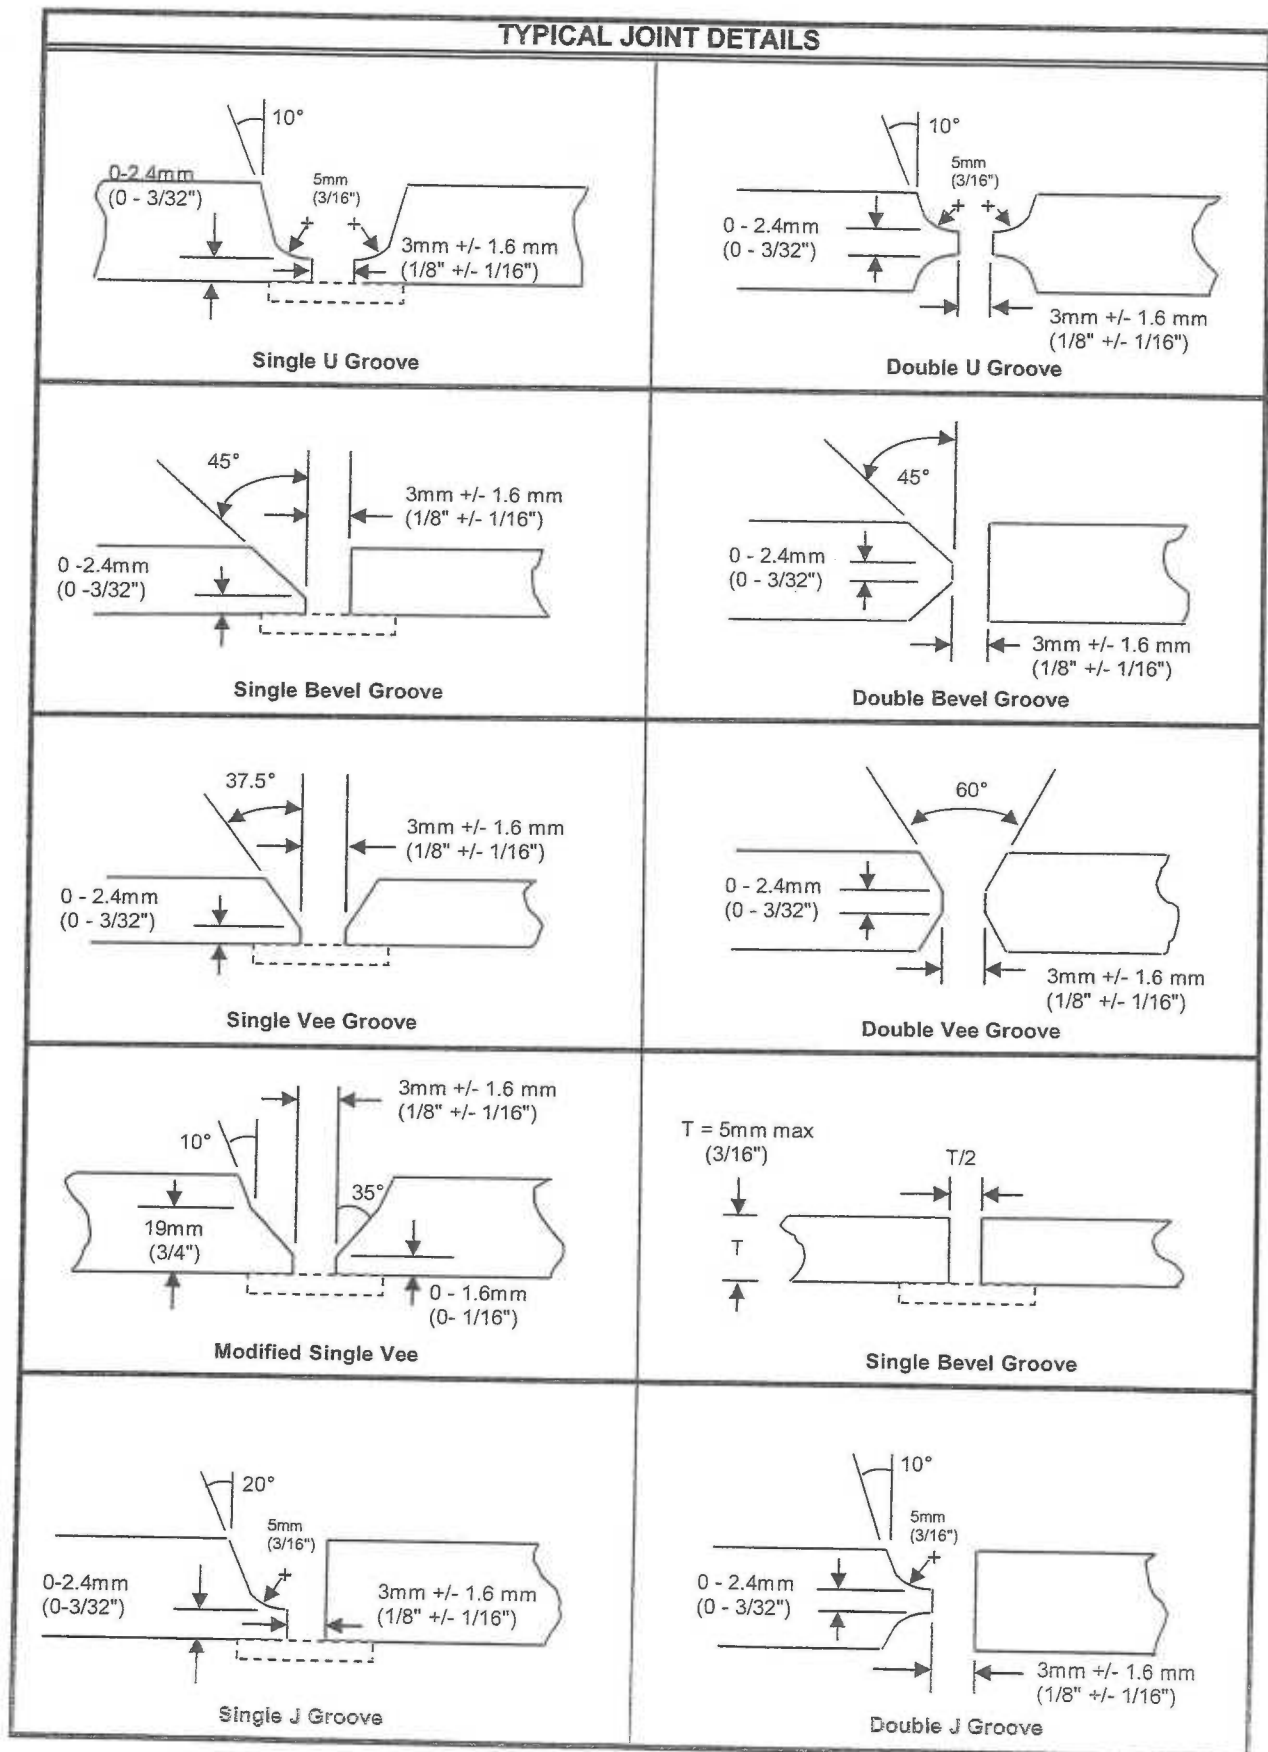 TYPICAL JOINT DETAILS
10°
0-2.4mm
(0 - 3/32")
5mm
(3/16")
3mm +/- 1.6 mm
(1/8" +/- 1/16")
Single U Groove
10°
5mm
(3/16")
0 - 2.4mm
(0 - 3/32")
3mm +/- 1.6 mm
(1/8" +/- 1/16")
Double U Groove
45°
3mm +/- 1.6 mm
(1/8" +/- 1/16")
0 -2.4mm
(0 -3/32")
Single Bevel Groove
45°
0 - 2.4mm
(0 - 3/32")
3mm +/- 1.6 mm
(1/8" +/- 1/16")
Double Bevel Groove
37.5°
3mm +/- 1.6 mm
(1/8" +/- 1/16")
0 - 2.4mm
(0 - 3/32")
Single Vee Groove
60°
0 - 2.4mm
(0 - 3/32")
3mm +/- 1.6 mm
(1/8" +/- 1/16")
Double Vee Groove
3mm +/- 1.6 mm
(1/8" +/- 1/16")
10°
35°
19mm
(3/4")
0 - 1.6mm
(0- 1/16")
Modified Single Vee
T = 5mm max
(3/16")
T/2
T
Single Bevel Groove
20°
5mm
(3/16")
0-2.4mm
(0-3/32")
3mm +/- 1.6 mm
(1/8" +/- 1/16")
Single J Groove
10°
5mm
(3/16")
0 - 2.4mm
(0 - 3/32")
3mm +/- 1.6 mm
(1/8" +/- 1/16")
Double J Groove